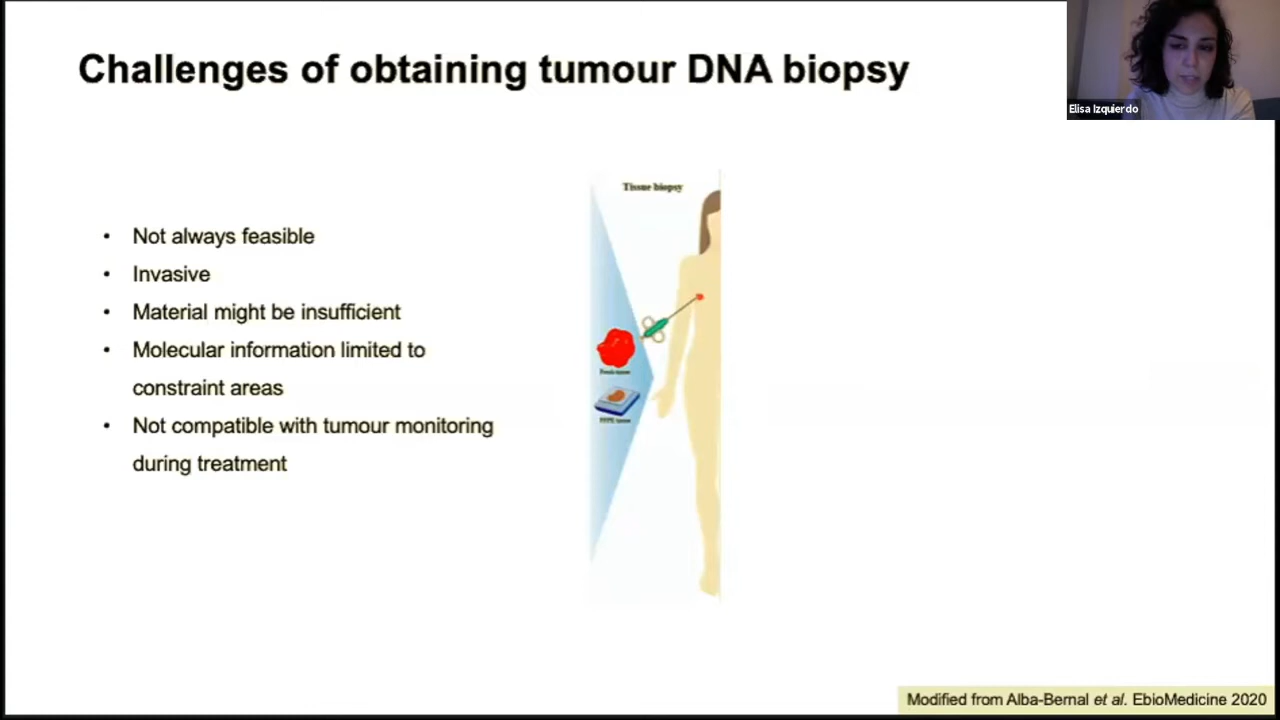 Challenges of obtaining tumour DNA biopsy
Elisa Izquierdo
Tissue biopsy
• Not always feasible
• Invasive
• Material might be insufficient
• Molecular information limited to
constraint areas
• Not compatible with tumour monitoring
during treatment
Modified from Alba-Bernal et al. EbioMedicine 2020